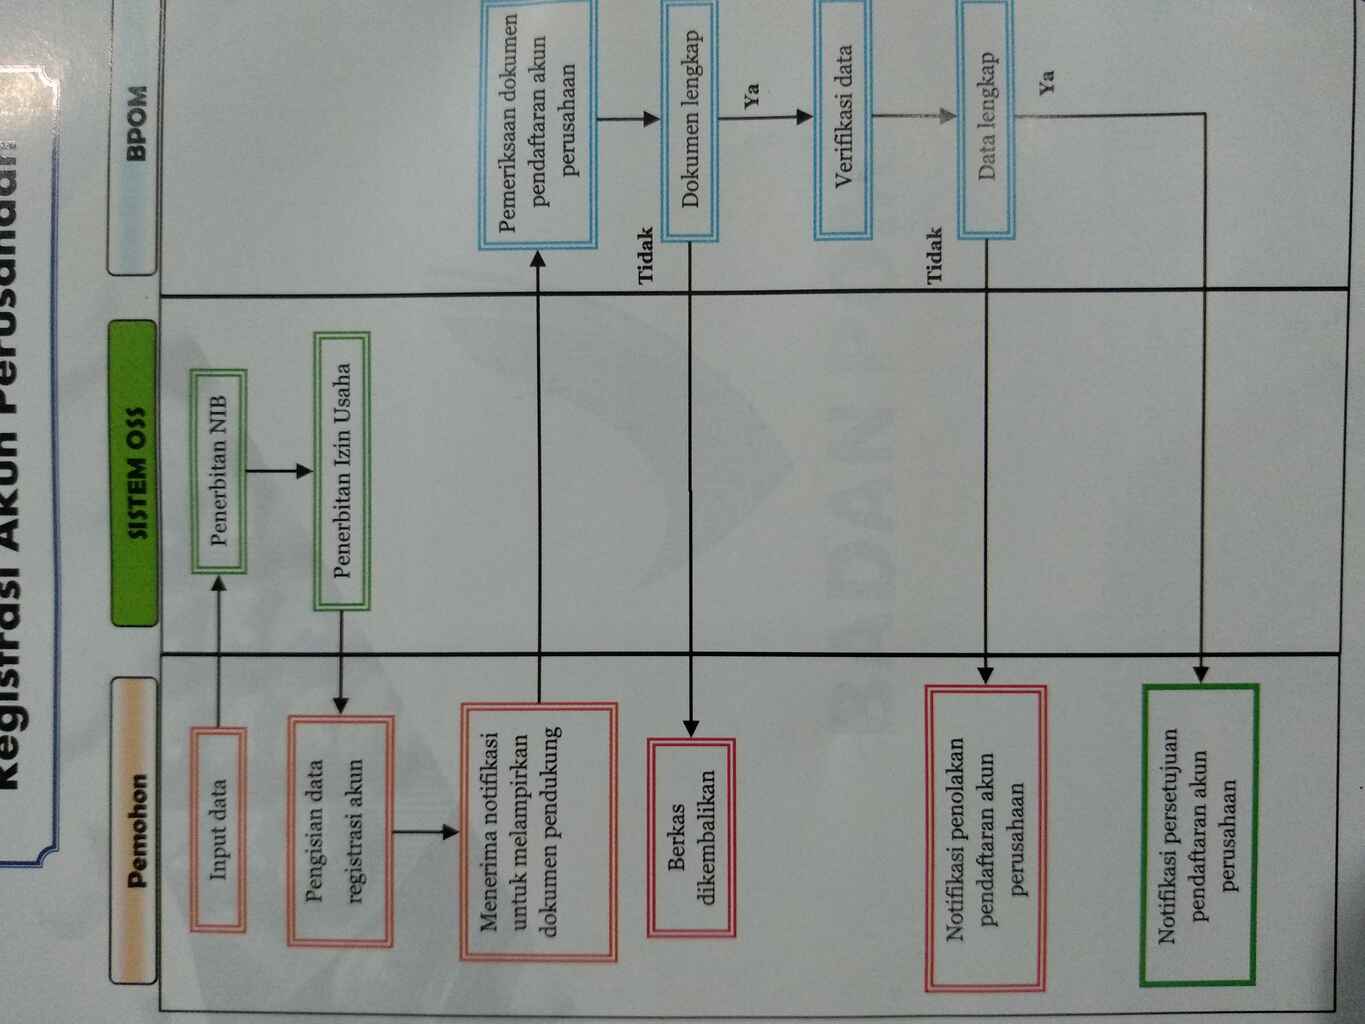 Registrasi Akun Perusahaan
Pemohon
SISTEM OSS
BPOM
Input data
Penerbitan NIB
Pengisian data
registrasi akun
Penerbitan Izin Usaha
Menerima notifikasi
untuk melampirkan
dokumen pendukung
Pemeriksaan dokumen
pendaftaran akun
perusahaan
Tidak
Berkas
dikembalikan
Dokumen lengkap
Ya
Verifikasi data
BADAN POM
Tidak
Notifikasi penolakan
pendaftaran akun
perusahaan
Data lengkap
Ya
Notifikasi persetujuan
pendaftaran akun
perusahaan